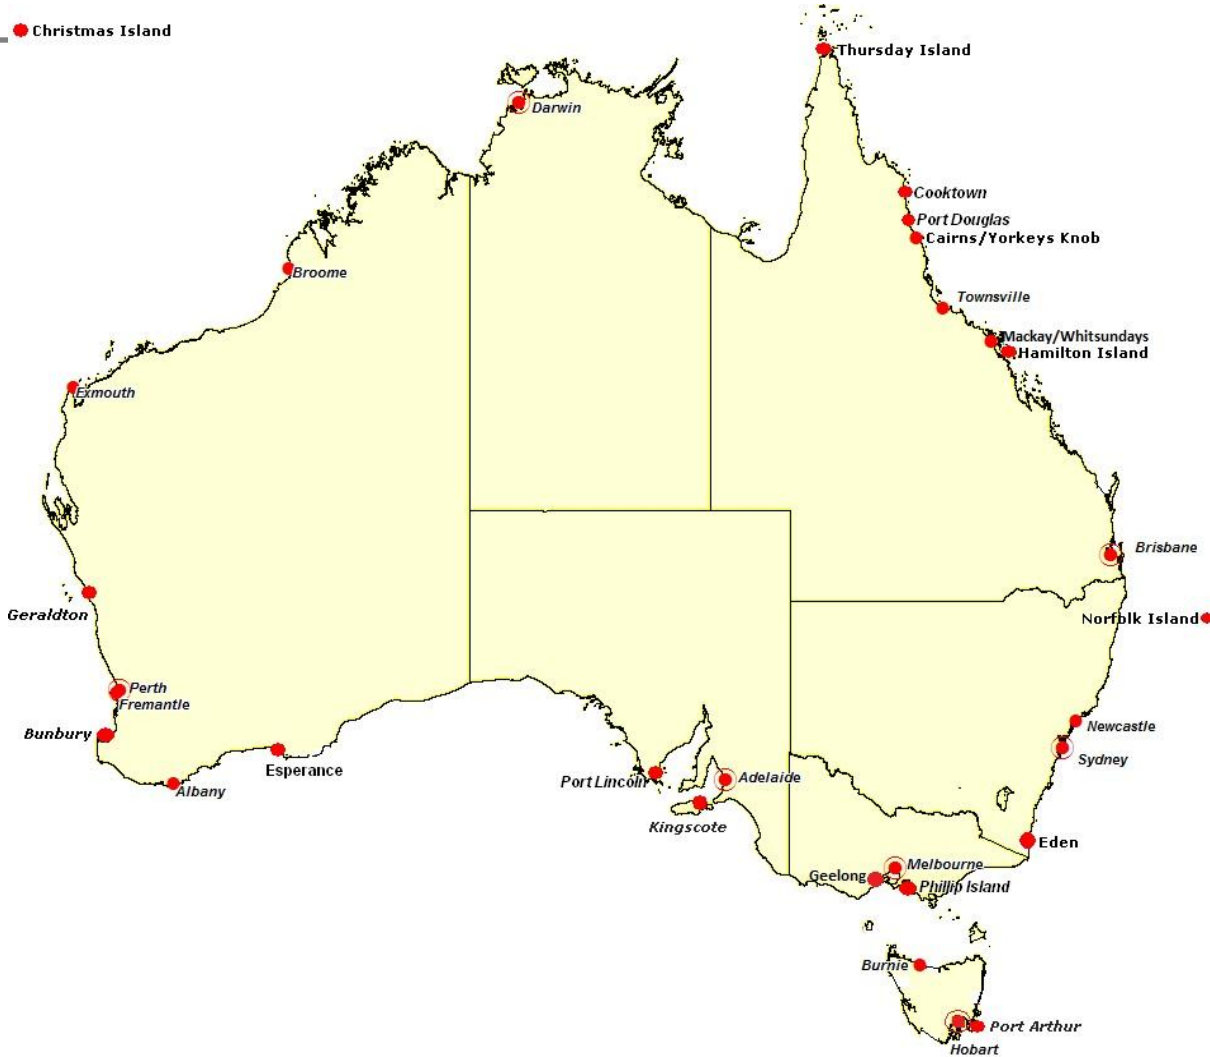 Christmas Island
Thursday Island
Darwin
Cooktown
Port Douglas
Cairns/Yorkeys Knob
Broome
Townsville
Mackay/Whitsundays
Hamilton Island
Exmouth
Brisbane
Geraldton
Norfolk Island
Perth
Fremantle
Newcastle
Bunbury
Sydney
Esperance
Port Lincoln
Adelaide
Albany
Kingscote
Eden
Melbourne
Geelong
Phillip Island
Burnie
Port Arthur
Hobart